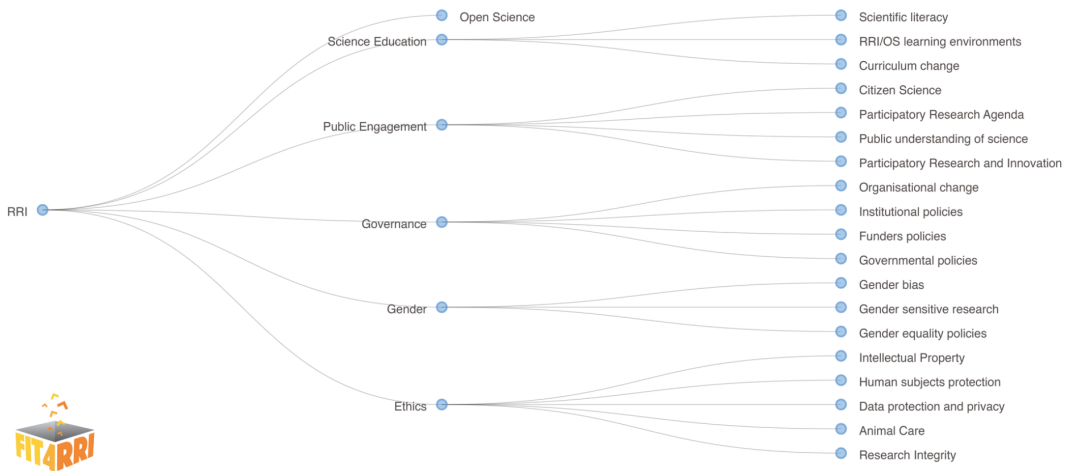 RRI
Open Science
Science Education
Scientific literacy
RRI/OS learning environments
Curriculum change
Public Engagement
Citizen Science
Participatory Research Agenda
Public understanding of science
Participatory Research and Innovation
Governance
Organisational change
Institutional policies
Funders policies
Governmental policies
Gender
Gender bias
Gender sensitive research
Gender equality policies
Ethics
Intellectual Property
Human subjects protection
Data protection and privacy
Animal Care
Research Integrity
FIT4RRI